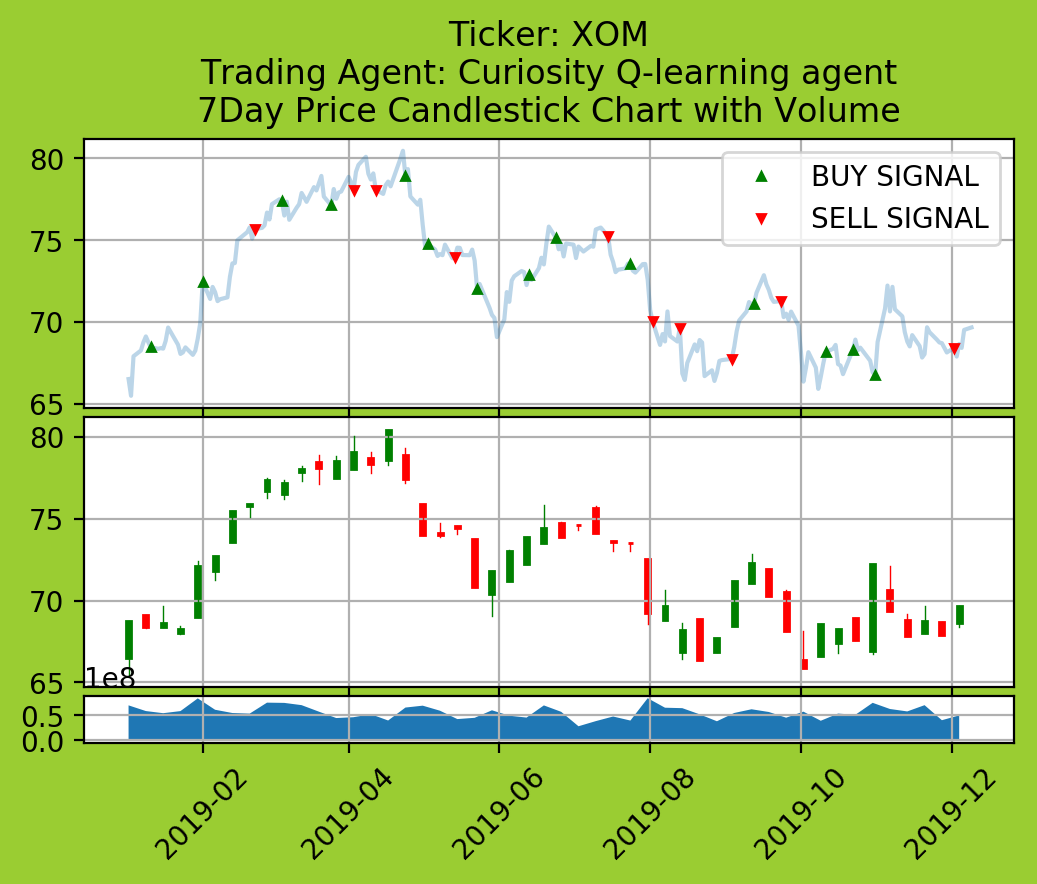 Ticker: XOM
Trading Agent: Curiosity Q-learning agent
7Day Price Candlestick Chart with Volume
80
75
70
65
BUY SIGNAL
SELL SIGNAL
80
75
70
65
1e8
0.5
0.0
2019-02
2019-04
2019-06
2019-08
2019-10
2019-12